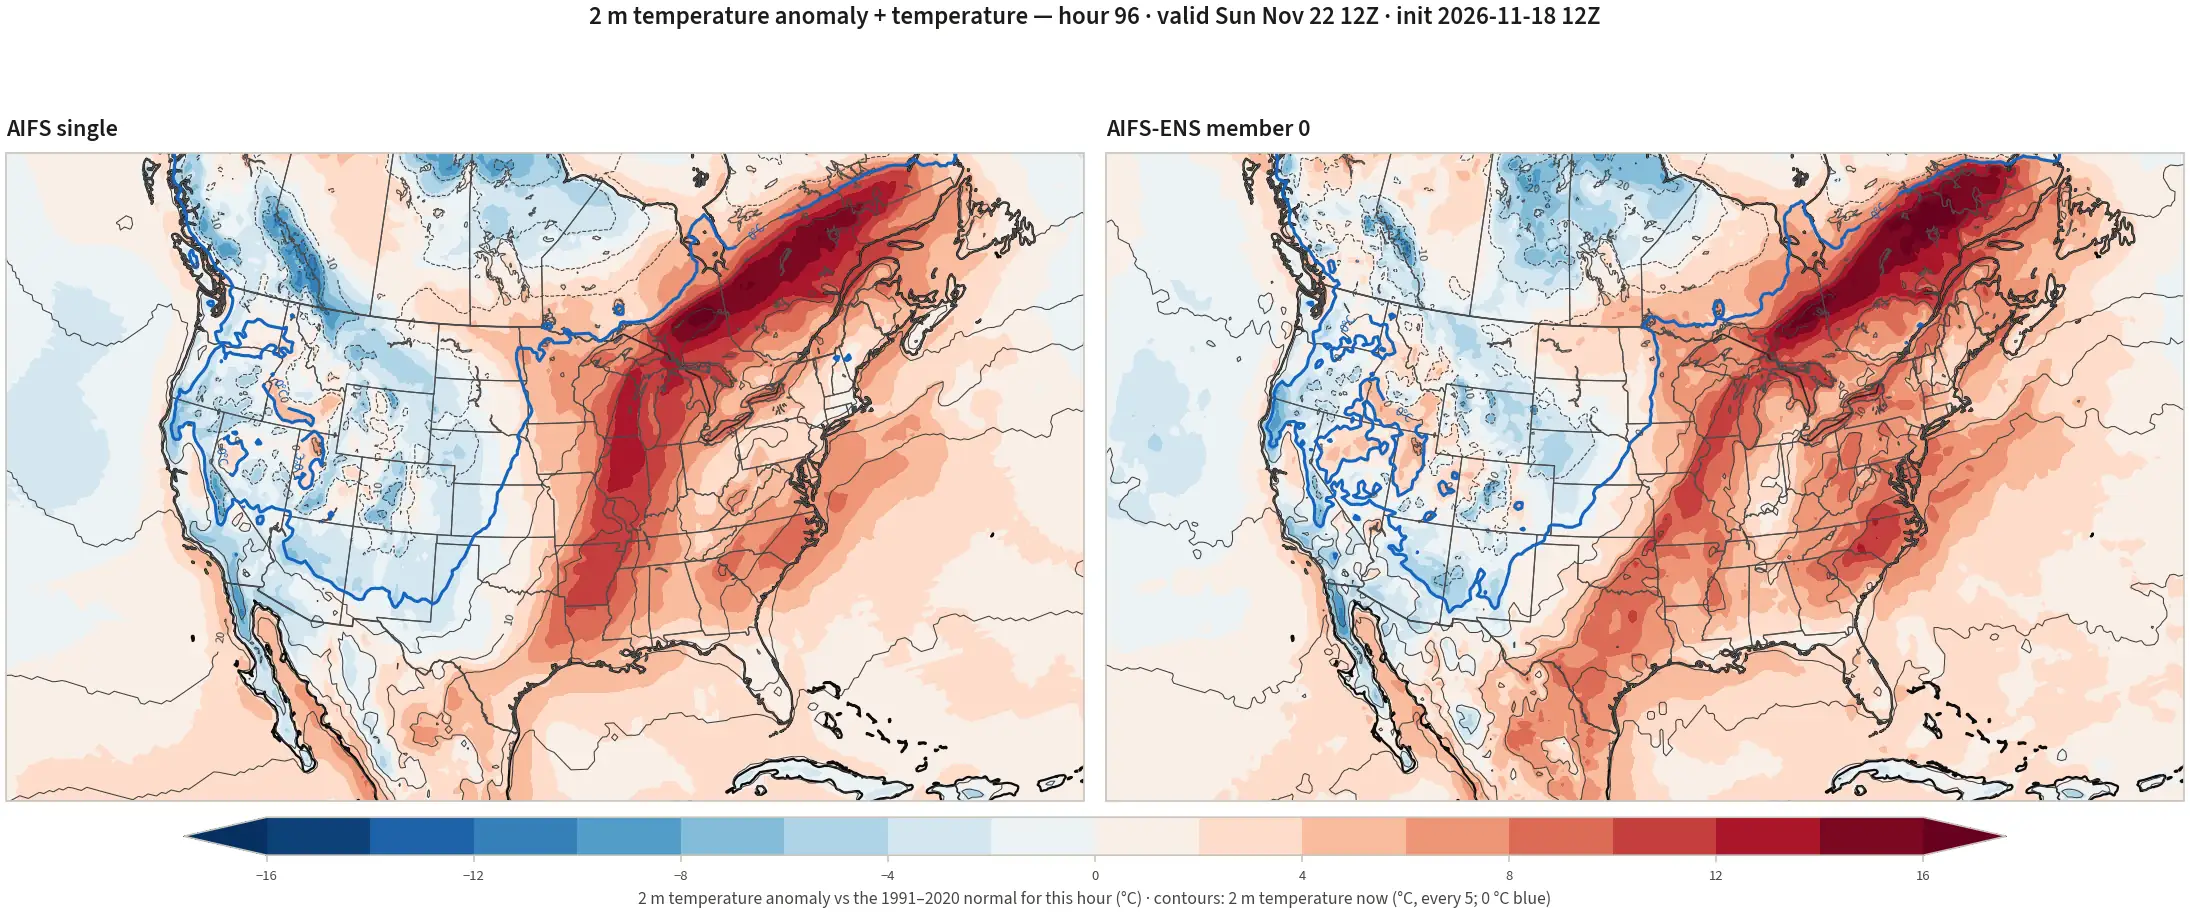 2 m temperature anomaly + temperature — hour 96 · valid Sun Nov 22 12Z · init 2026-11-18 12Z
AIFS single
AIFS-ENS member 0
−16
−12
−8
−4
0
4
8
12
16
2 m temperature anomaly vs the 1991–2020 normal for this hour (°C) · contours: 2 m temperature now (°C, every 5; 0 °C blue)